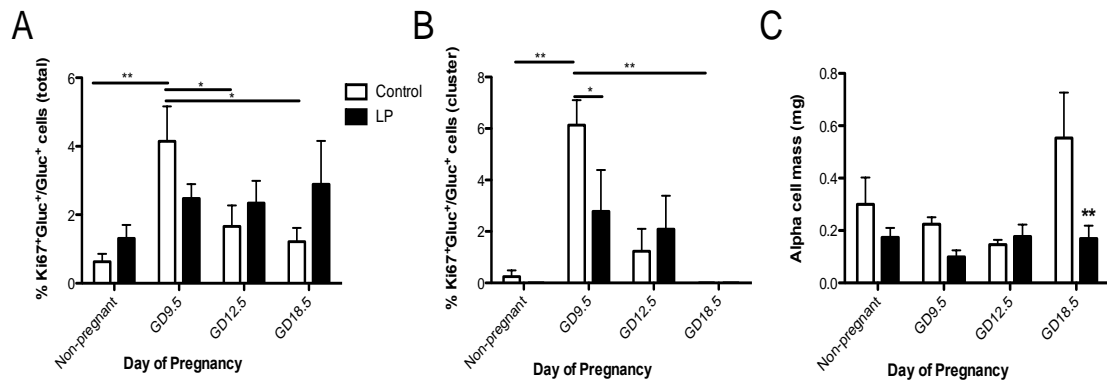 A
% Ki67⁺Gluc⁺/Gluc⁺ cells (total)
6
4
2
0
**
*
*
Control
LP
Non-pregnant
GD9.5
GD12.5
GD18.5
Day of Pregnancy
B
% Ki67⁺Gluc⁺/Gluc⁺ cells (cluster)
8
6
4
2
0
**
**
*
Non-pregnant
GD9.5
GD12.5
GD18.5
Day of Pregnancy
C
Alpha cell mass (mg)
0.8
0.6
0.4
0.2
0.0
**
Non-pregnant
GD9.5
GD12.5
GD18.5
Day of Pregnancy